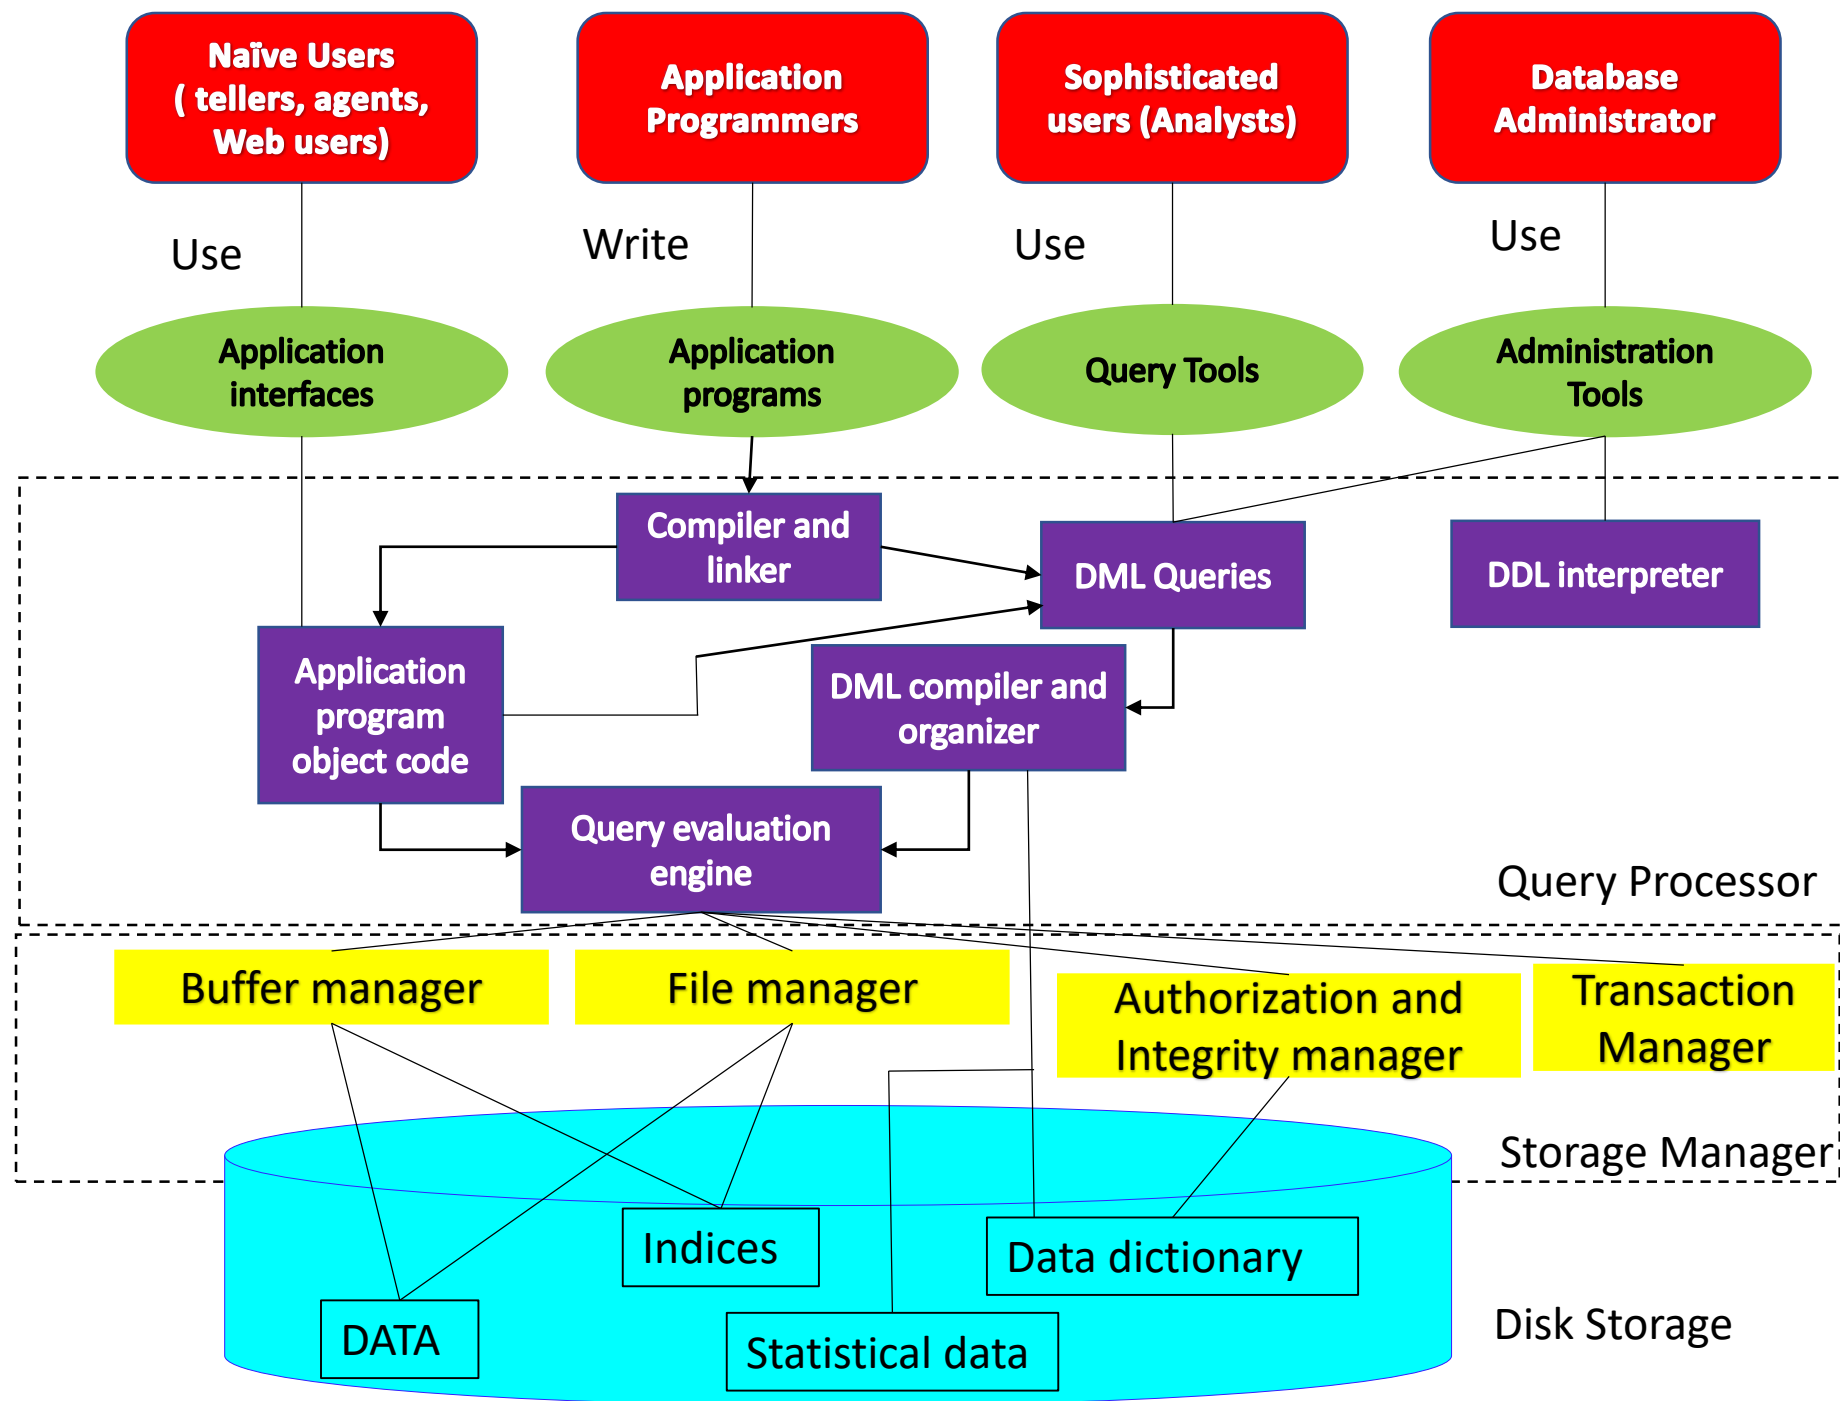 Naïve Users
( tellers, agents,
Web users)
Application
Programmers
Sophisticated
users (Analysts)
Database
Administrator
Use
Write
Use
Use
Application
interfaces
Application
programs
Query Tools
Administration
Tools
Compiler and
linker
DML Queries
DDL interpreter
Application
program
object code
DML compiler and
organizer
Query evaluation
engine
Query Processor
Buffer manager
File manager
Authorization and
Integrity manager
Transaction
Manager
Storage Manager
Indices
Data dictionary
DATA
Statistical data
Disk Storage